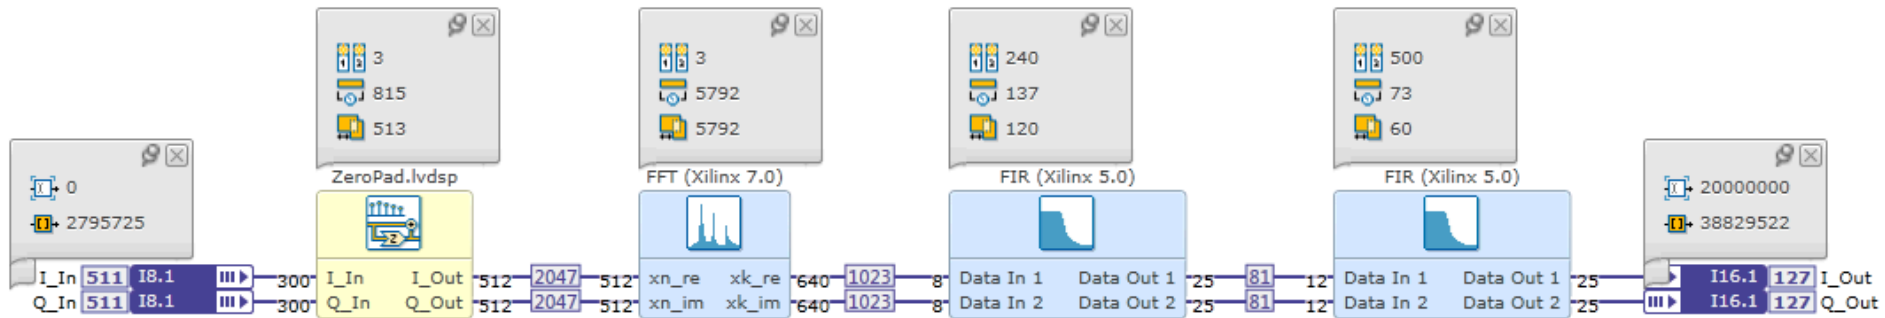 3
815
513
3
5792
5792
240
137
120
500
73
60
0
2795725
20000000
38829522
ZeroPad.lvdsp
FFT (Xilinx 7.0)
FIR (Xilinx 5.0)
FIR (Xilinx 5.0)
I_In 511 I8.1 300 I_In I_Out 512 2047 512 xn_re xk_re 640 1023 8 Data In 1 Data Out 1 25 81 12 Data In 1 Data Out 1 25 I16.1 127 I_Out
Q_In 511 I8.1 300 Q_In Q_Out 512 2047 512 xn_im xk_im 640 1023 8 Data In 2 Data Out 2 25 81 12 Data In 2 Data Out 2 25 I16.1 127 Q_Out